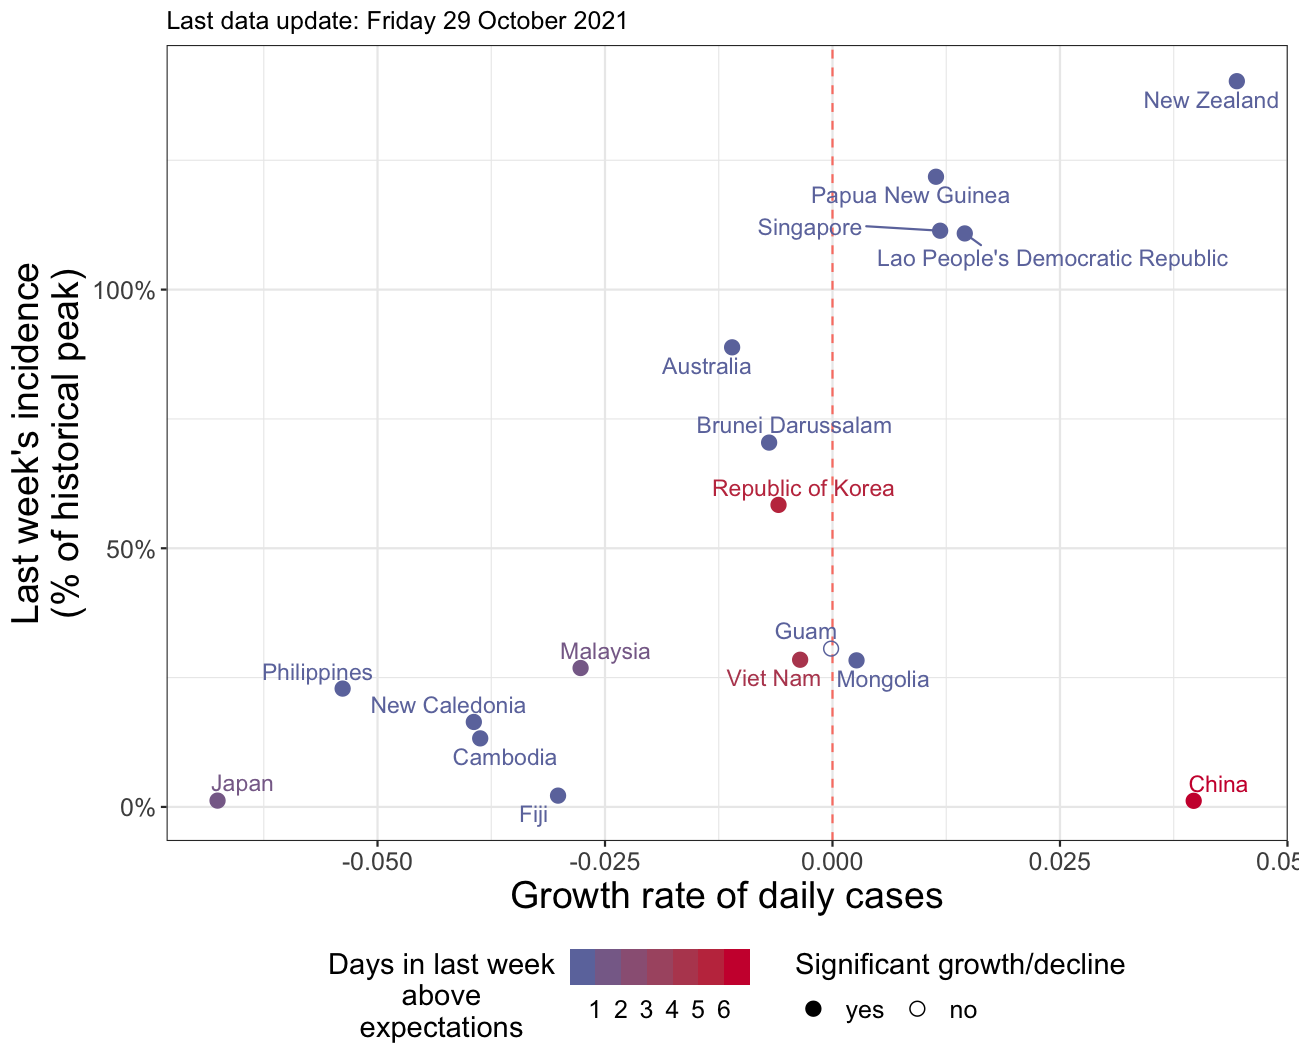 Last data update: Friday 29 October 2021
New Zealand
Papua New Guinea
Singapore
Lao People's Democratic Republic
100%
Australia
Brunei Darussalam
Republic of Korea
50%
Guam
Malaysia
Philippines
Viet Nam
Mongolia
New Caledonia
Cambodia
Japan
China
0%
Fiji
Last week's incidence
(% of historical peak)
-0.050 -0.025 0.000 0.025 0.05
Growth rate of daily cases
Days in last week
above
expectations
1 2 3 4 5 6
Significant growth/decline
yes no